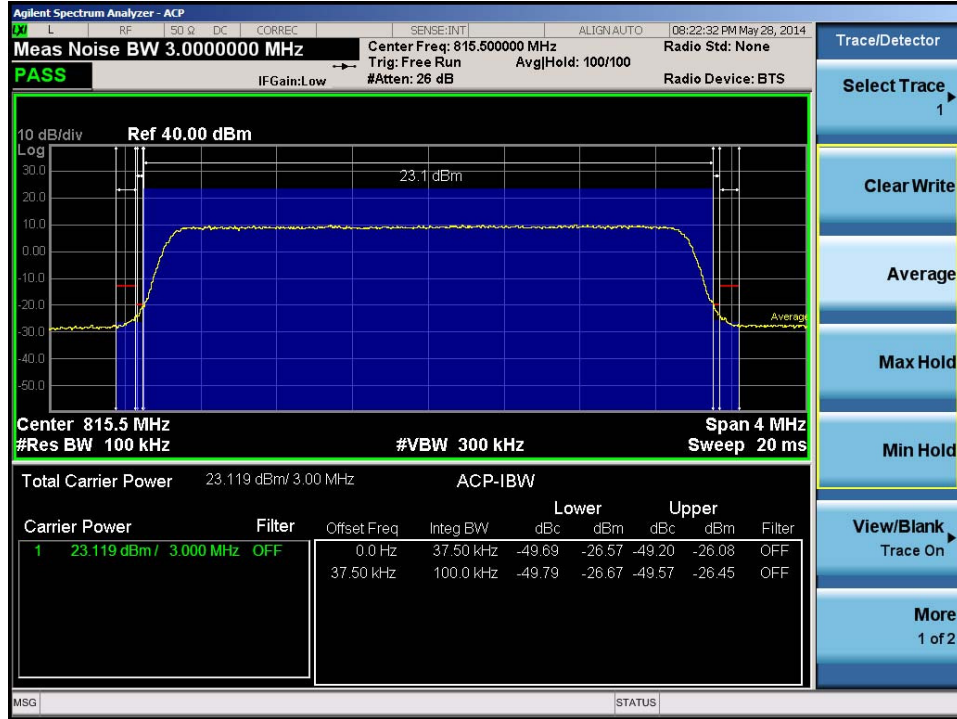 Agilent Spectrum Analyzer - ACP
LXI L RF 50 Ω DC CORREC SENSE:INT ALIGN AUTO 08:22:32 PM May 28, 2014
Meas Noise BW 3.0000000 MHz
Center Freq: 815.500000 MHz
Radio Std: None
Trig: Free Run
Avg|Hold: 100/100
PASS
IFGain:Low
#Atten: 26 dB
Radio Device: BTS
10 dB/div
Ref 40.00 dBm
Log
30.0
20.0
10.0
0.00
-10.0
-20.0
-30.0
-40.0
-50.0
23.1 dBm
Average
Center 815.5 MHz
Span 4 MHz
#Res BW 100 kHz
#VBW 300 kHz
Sweep 20 ms
Total Carrier Power 23.119 dBm/ 3.00 MHz
ACP-IBW
Lower Upper
Carrier Power Filter
Offset Freq Integ BW dBc dBm dBc dBm Filter
1 23.119 dBm / 3.000 MHz OFF
0.0 Hz 37.50 kHz -49.69 -26.57 -49.20 -26.08 OFF
37.50 kHz 100.0 kHz -49.79 -26.67 -49.57 -26.45 OFF
MSG
STATUS
Trace/Detector
Select Trace
1
Clear Write
Average
Max Hold
Min Hold
View/Blank
Trace On
More
1 of 2